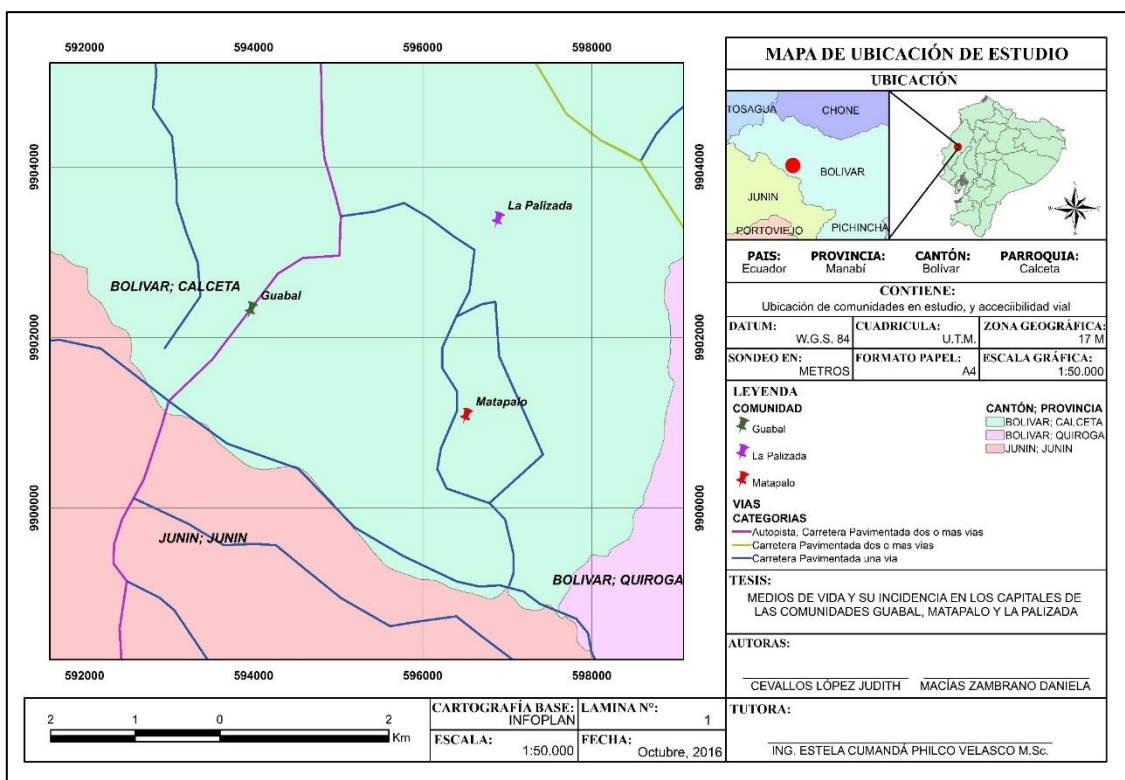 592000 594000 596000 598000
9904000 9904000
La Palizada
BOLIVAR; CALCETA
Guabal
9902000 9902000
Matapalo
9900000 9900000
JUNIN; JUNIN
BOLIVAR; QUIROGA
592000 594000 596000 598000
MAPA DE UBICACIÓN DE ESTUDIO
UBICACIÓN
TOSAGUA
CHONE
BOLIVAR
JUNIN
PORTOVIEJO
PICHINCHA
N
W E
S
PAIS: PROVINCIA: CANTÓN: PARROQUIA:
Ecuador Manabí Bolívar Calceta
CONTIENE:
Ubicación de comunidades en estudio, y acceciibilidad vial
DATUM: CUADRICULA: ZONA GEOGRÁFICA:
W.G.S. 84 U.T.M. 17 M
SONDEO EN: FORMATO PAPEL: ESCALA GRÁFICA:
METROS A4 1:50.000
LEYENDA
COMUNIDAD
Guabal
La Palizada
Matapalo
CANTÓN; PROVINCIA
BOLIVAR; CALCETA
BOLIVAR; QUIROGA
JUNIN; JUNIN
VIAS
CATEGORIAS
Autopista, Carretera Pavimentada dos o mas vias
Carretera Pavimentada dos o mas vias
Carretera Pavimentada una via
TESIS:
MEDIOS DE VIDA Y SU INCIDENCIA EN LOS CAPITALES DE
LAS COMUNIDADES GUABAL, MATAPALO Y LA PALIZADA
AUTORAS:
CEVALLOS LÓPEZ JUDITH MACÍAS ZAMBRANO DANIELA
TUTORA:
ING. ESTELA CUMANDÁ PHILCO VELASCO M.Sc.
2 1 0 2
Km
CARTOGRAFÍA BASE: LAMINA N°:
INFOPLAN 1
ESCALA: FECHA:
1:50.000 Octubre, 2016